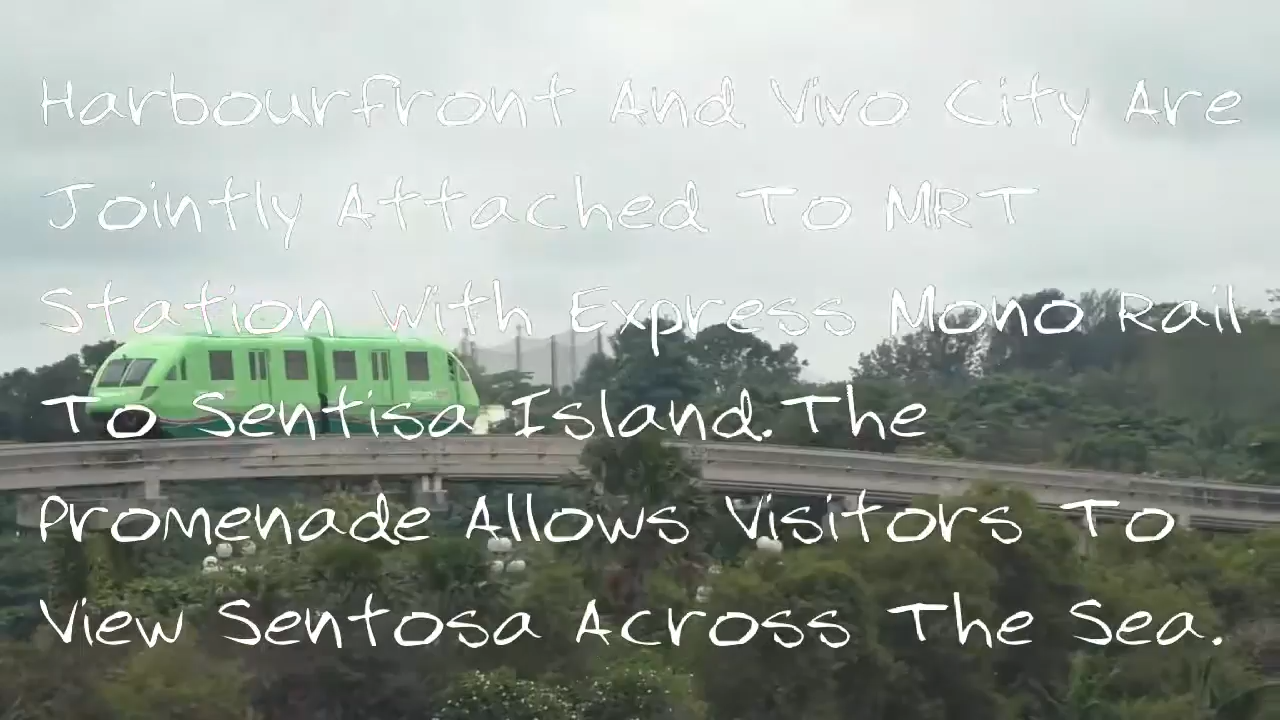 Harbourfront And Vivo City Are
Jointly Attached To MRT
Station With Express Mono Rail
To Sentisa Island.The
Promenade Allows Visitors To
View Sentosa Across The Sea.